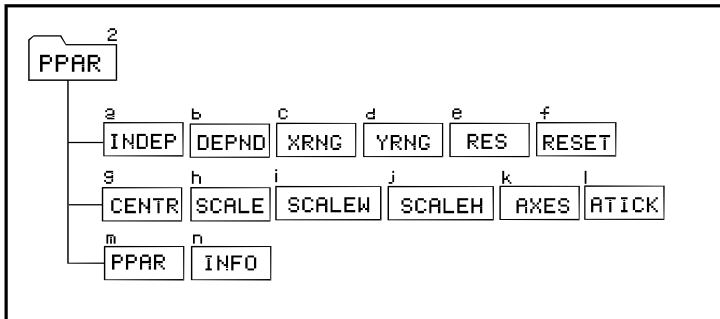 2
PPAR
a b c d e f
INDEP DEPND XRNG YRNG RES RESET
g h i j k l
CENTR SCALE SCALEW SCALEH AXES ATICK
m n
PPAR INFO